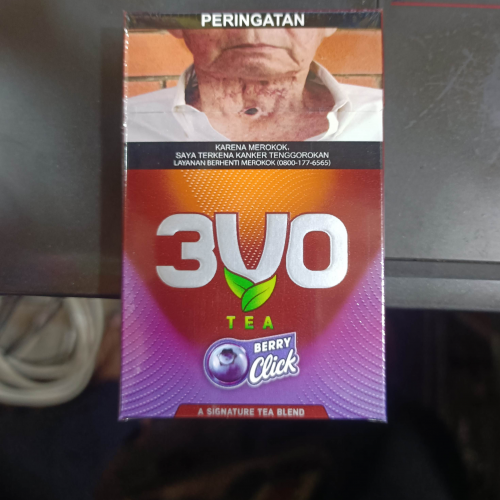 PERINGATAN
KARENA MEROKOK,
SAYA TERKENA KANKER TENGGOROKAN
LAYANAN BERHENTI MEROKOK (0800-177-6565)
3VO
TEA
BERRY
Click
A SIGNATURE TEA BLEND